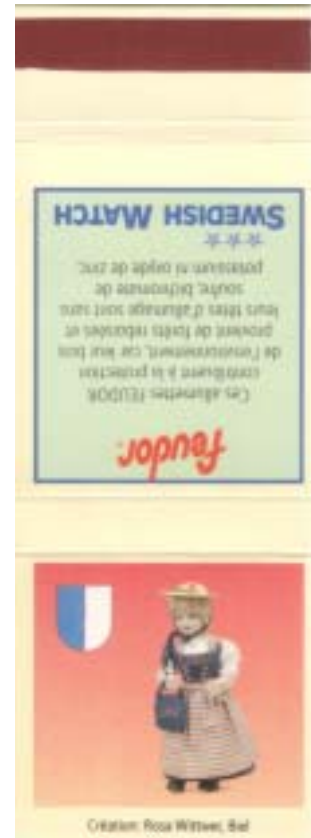 feudor.
Ces allumettes FEUDOR
contribuent à la protection
de l'environnement, car leur bois
provient de forêts reboisées et
leurs têtes d'allumage sont sans
soufre, bichromate de
potassium ni oxyde de zinc.
SWEDISH MATCH
Création: Rosa Wittwer, Biel